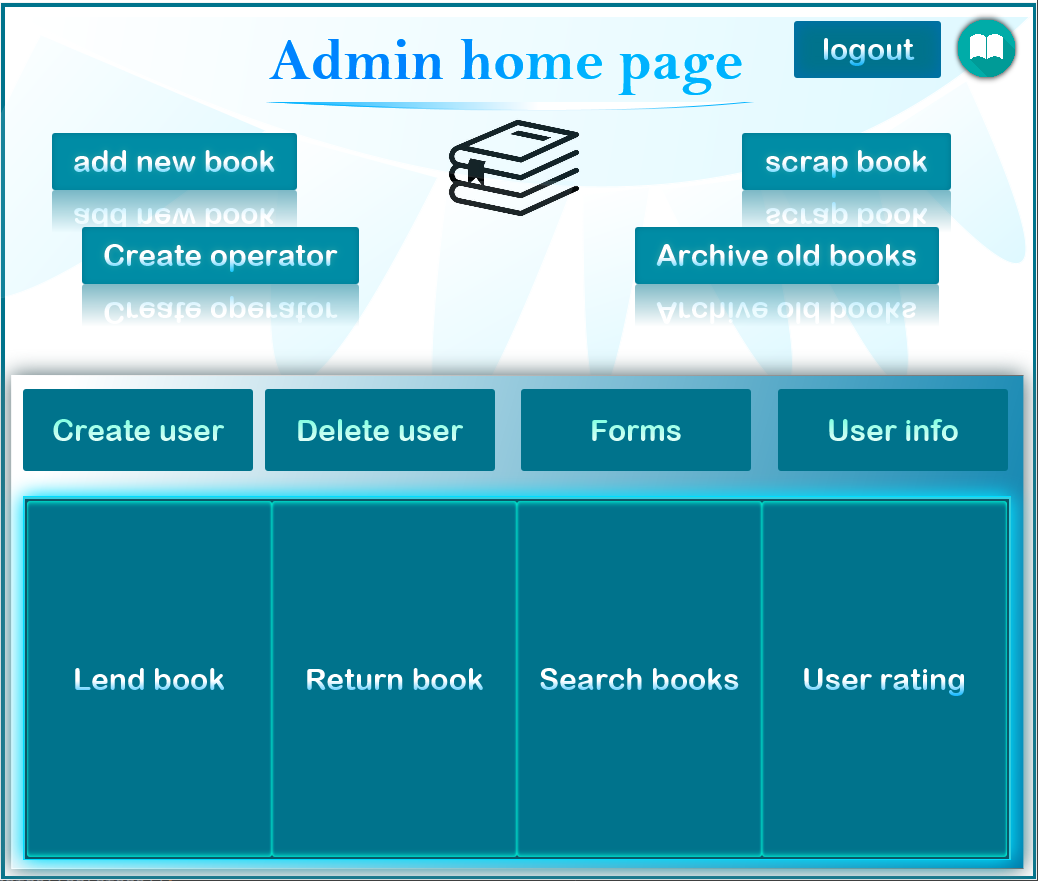 Admin home page
logout
add new book
scrap book
Create operator
Archive old books
Create user
Delete user
Forms
User info
Lend book
Return book
Search books
User rating